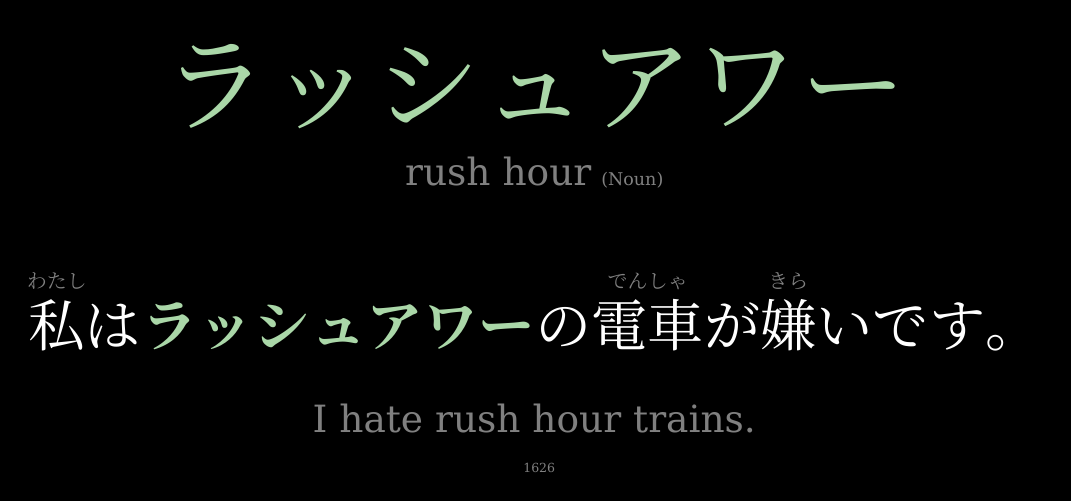 ラッシュアワー
rush hour (Noun)
わたし でんしゃ きら
私はラッシュアワーの電車が嫌いです。
I hate rush hour trains.
1626